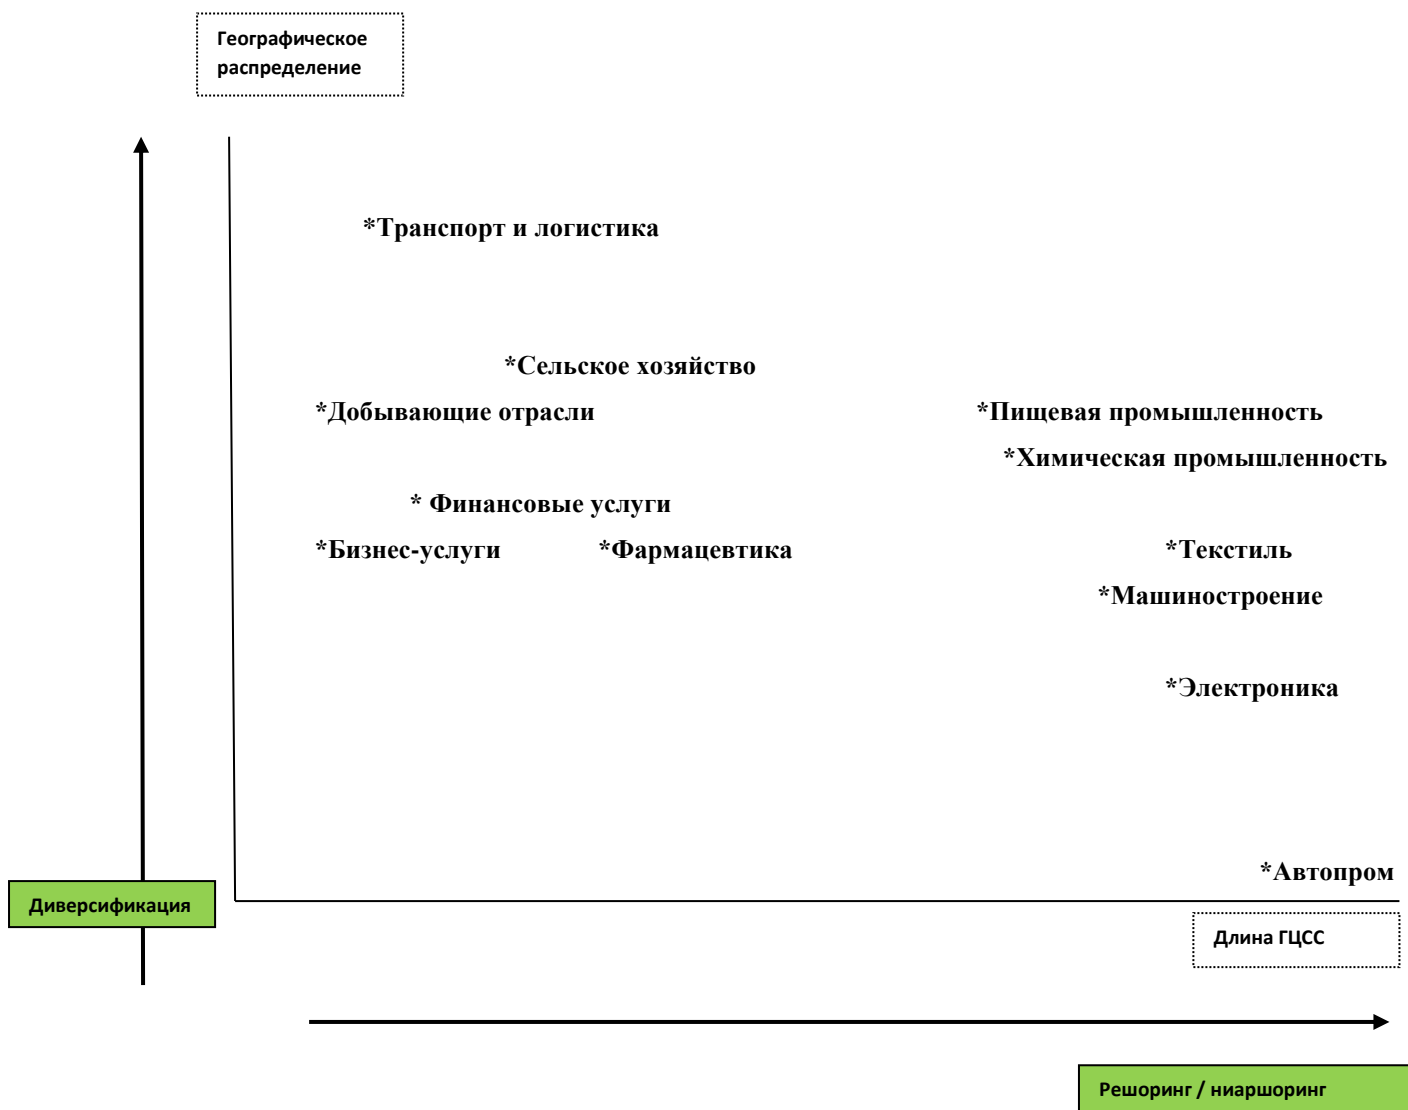 Географическое
распределение
*Транспорт и логистика
*Сельское хозяйство
*Добывающие отрасли
*Пищевая промышленность
*Химическая промышленность
* Финансовые услуги
*Бизнес-услуги
*Фармацевтика
*Текстиль
*Машиностроение
*Электроника
*Автопром
Диверсификация
Длина ГЦСС
Решоринг / ниаршоринг